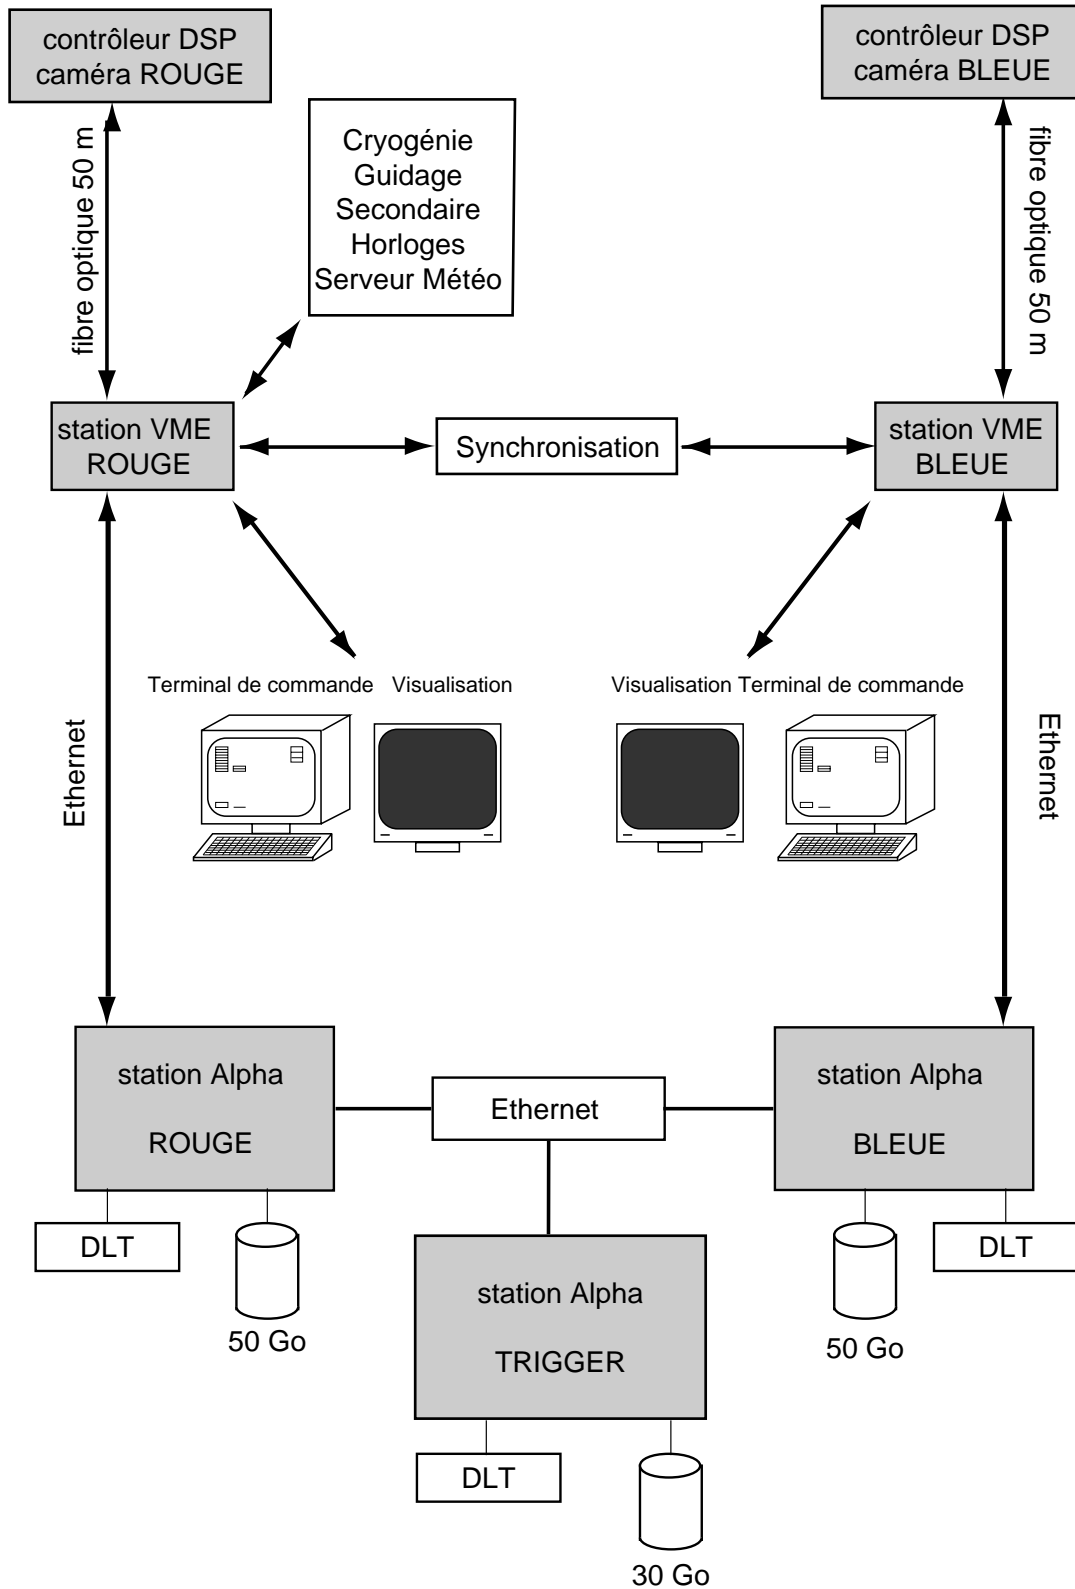 contrôleur DSP
caméra ROUGE
contrôleur DSP
caméra BLEUE
fibre optique 50 m
Cryogénie
Guidage
Secondaire
Horloges
Serveur Météo
fibre optique 50 m
station VME
ROUGE
Synchronisation
station VME
BLEUE
Terminal de commande
Visualisation
Visualisation
Terminal de commande
Ethernet
Ethernet
station Alpha
ROUGE
Ethernet
station Alpha
BLEUE
DLT
50 Go
50 Go
DLT
station Alpha
TRIGGER
DLT
30 Go